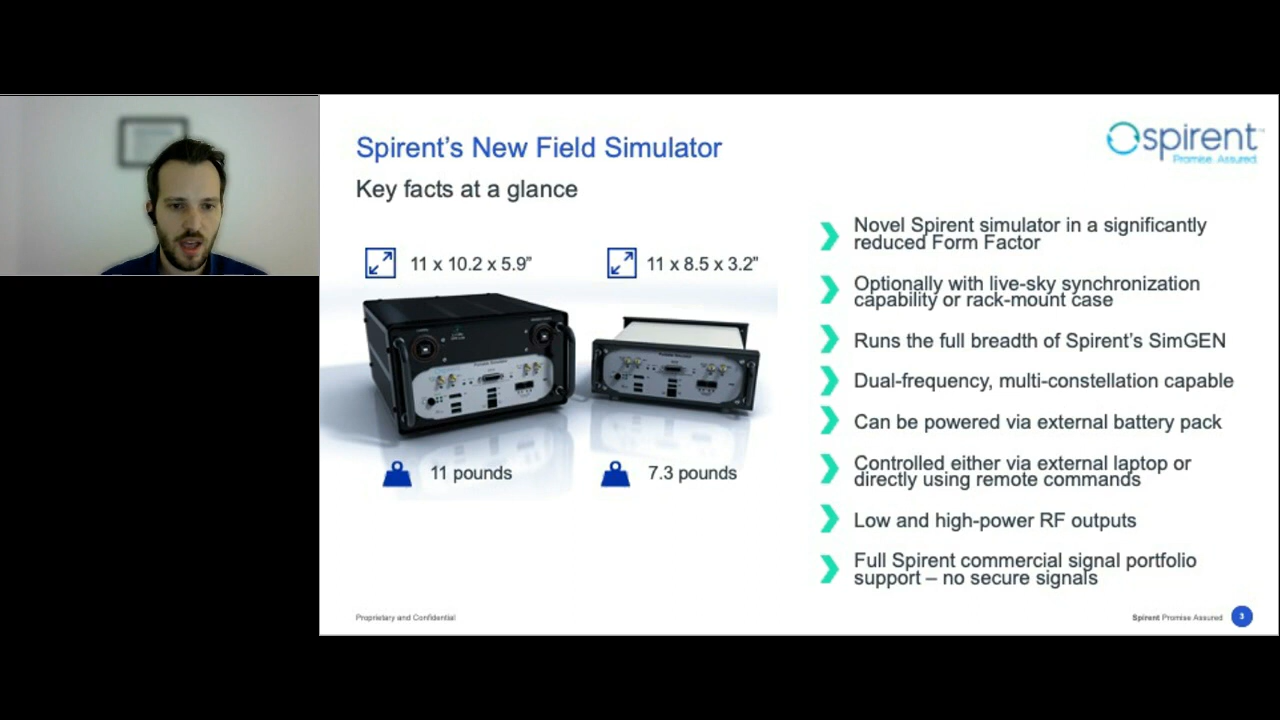 Spirent's New Field Simulator
Key facts at a glance
spirent™
Promise. Assured.
11 x 10.2 x 5.9”
11 x 8.5 x 3.2”
11 pounds
7.3 pounds
Novel Spirent simulator in a significantly
reduced Form Factor
Optionally with live-sky synchronization
capability or rack-mount case
Runs the full breadth of Spirent's SimGEN
Dual-frequency, multi-constellation capable
Can be powered via external battery pack
Controlled either via external laptop or
directly using remote commands
Low and high-power RF outputs
Full Spirent commercial signal portfolio
support – no secure signals
Proprietary and Confidential
Spirent Promise Assured
3